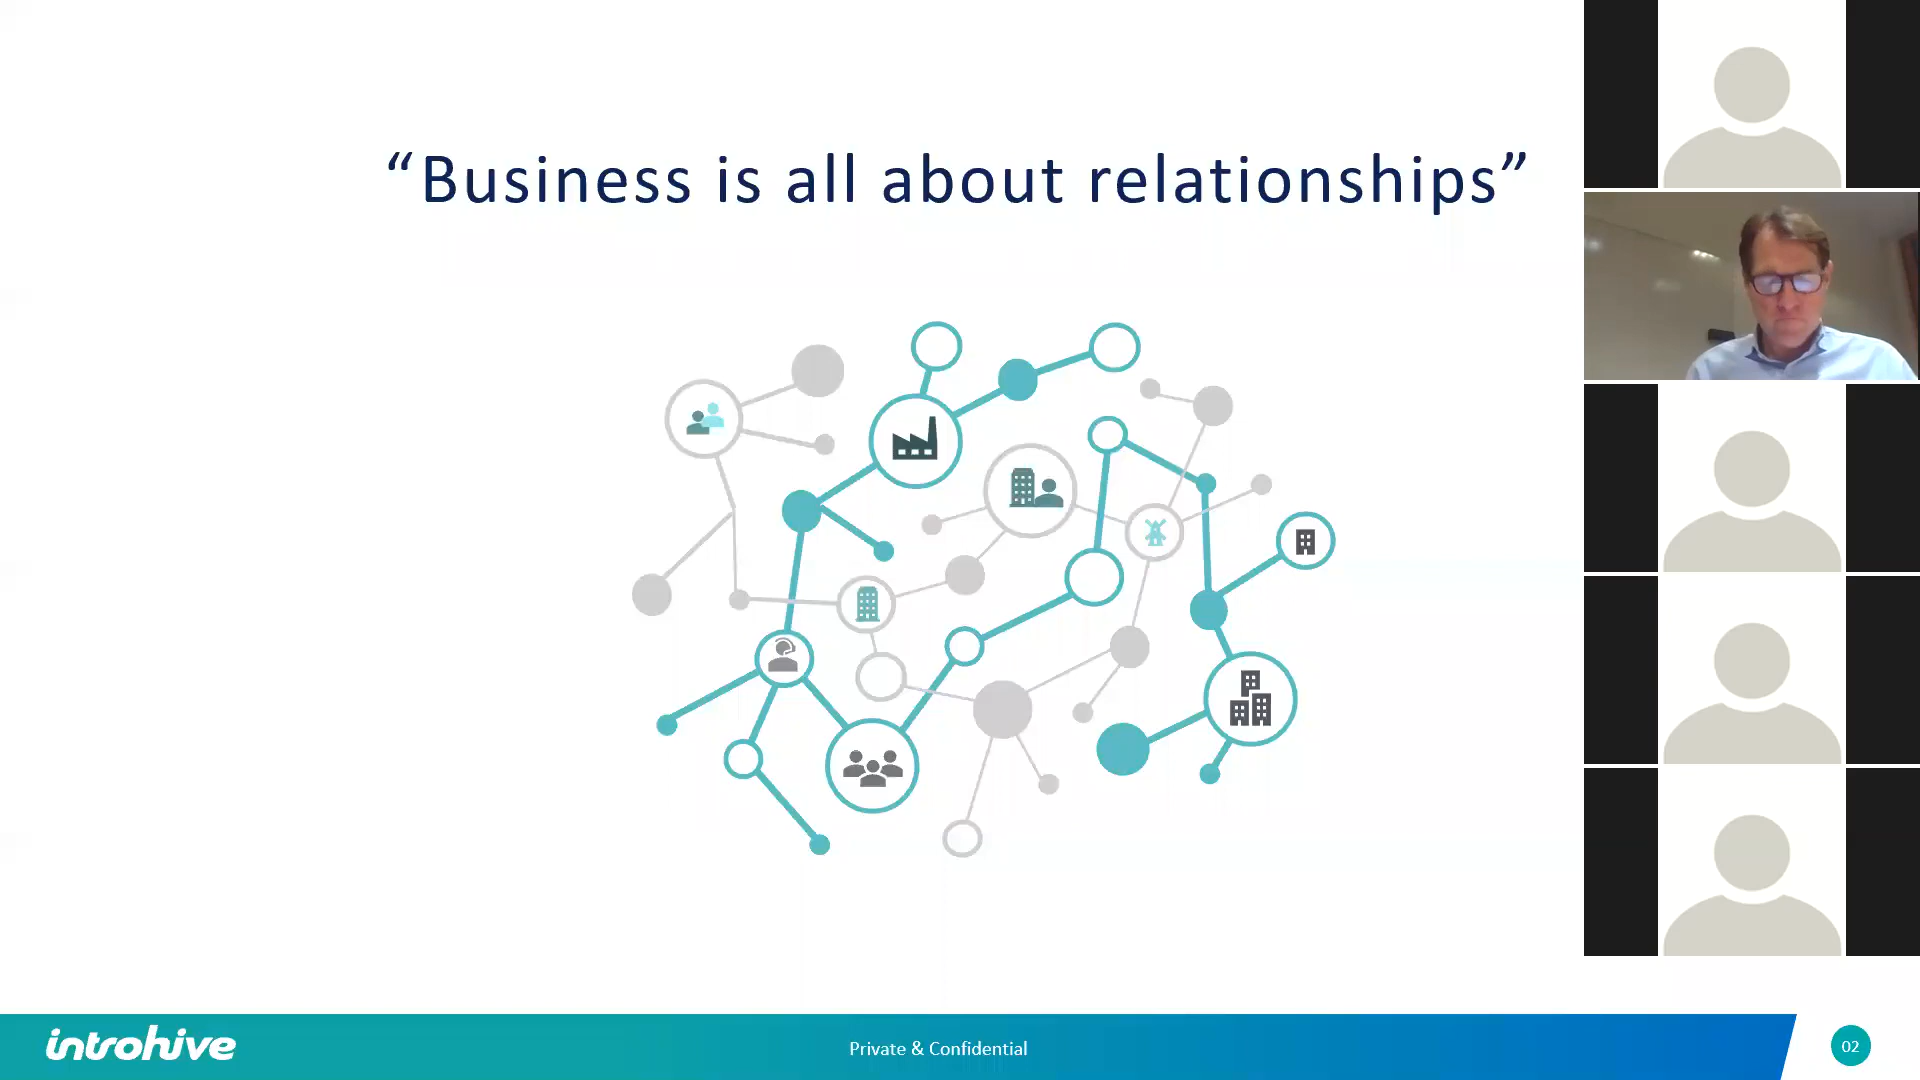 “Business is all about relationships”
introhive
Private & Confidential
02